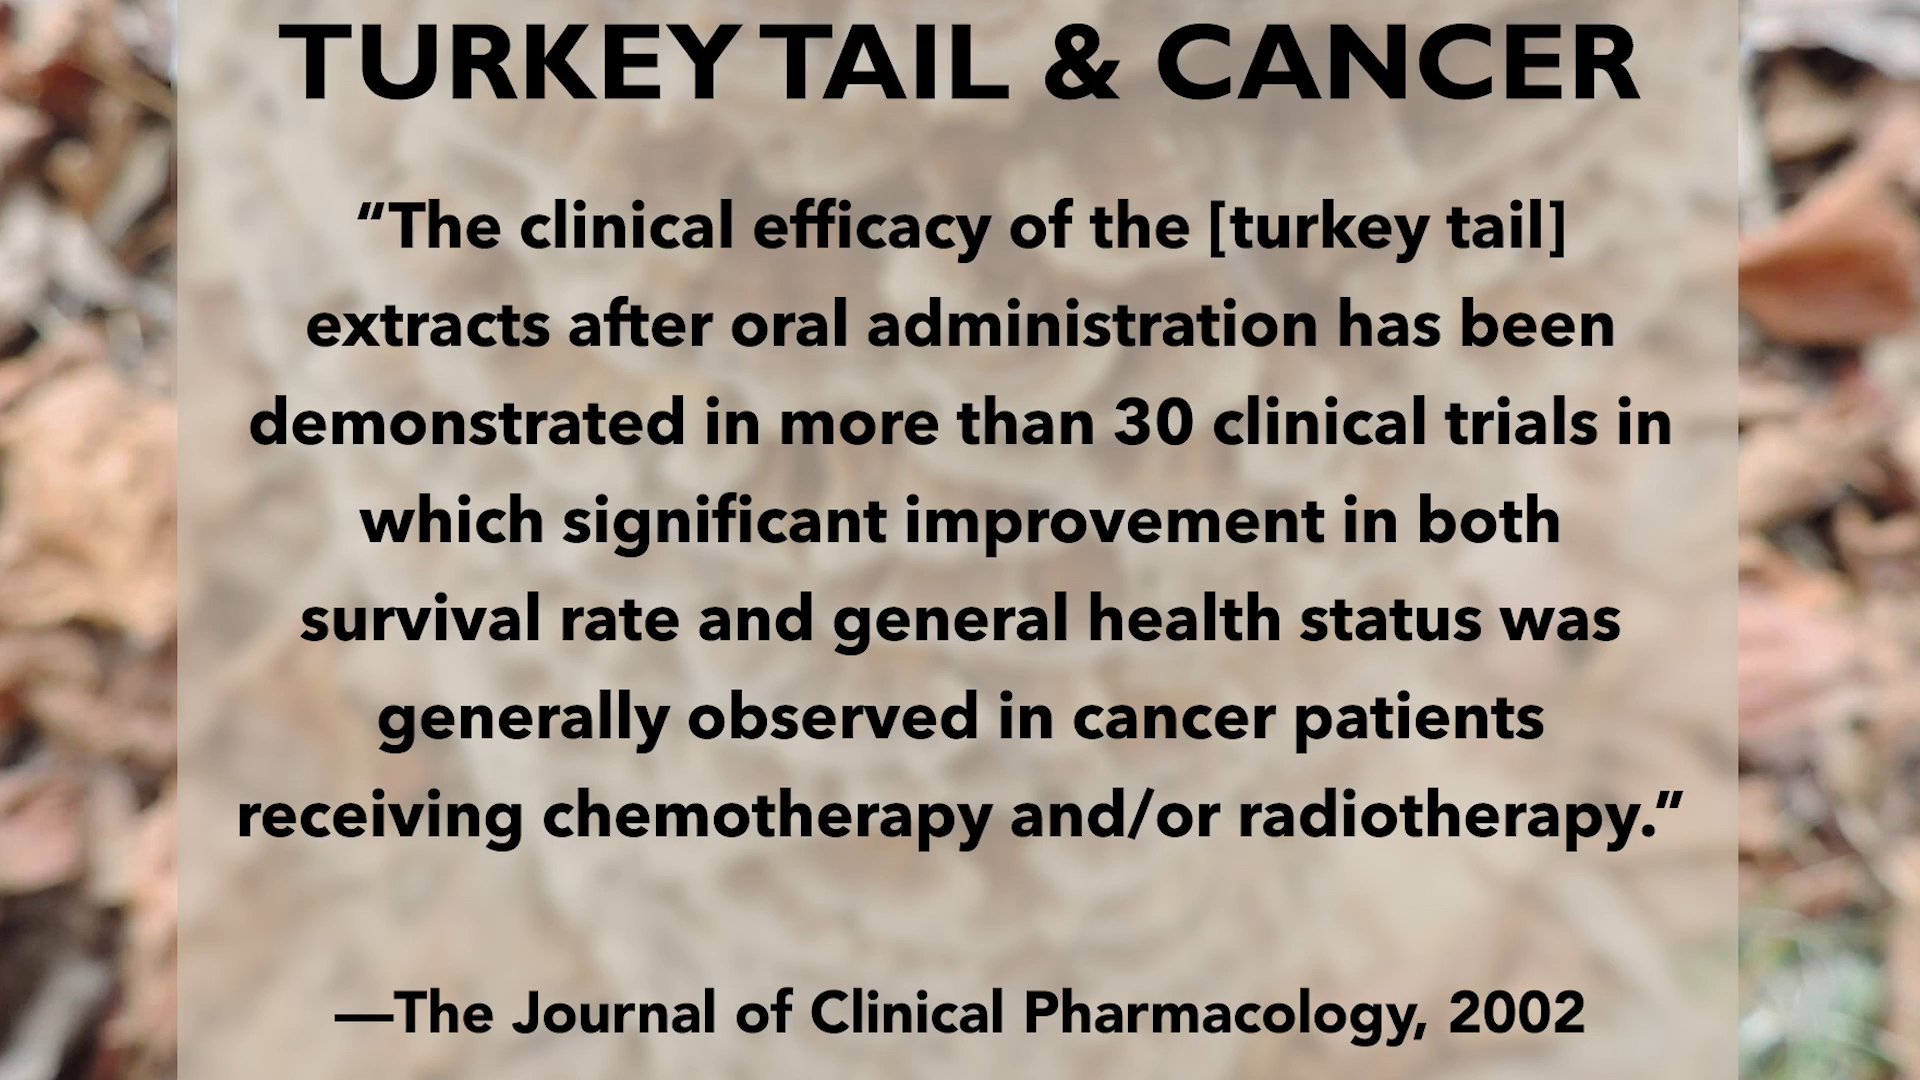 TURKEY TAIL & CANCER
“The clinical efficacy of the [turkey tail]
extracts after oral administration has been
demonstrated in more than 30 clinical trials in
which significant improvement in both
survival rate and general health status was
generally observed in cancer patients
receiving chemotherapy and/or radiotherapy.”
—The Journal of Clinical Pharmacology, 2002